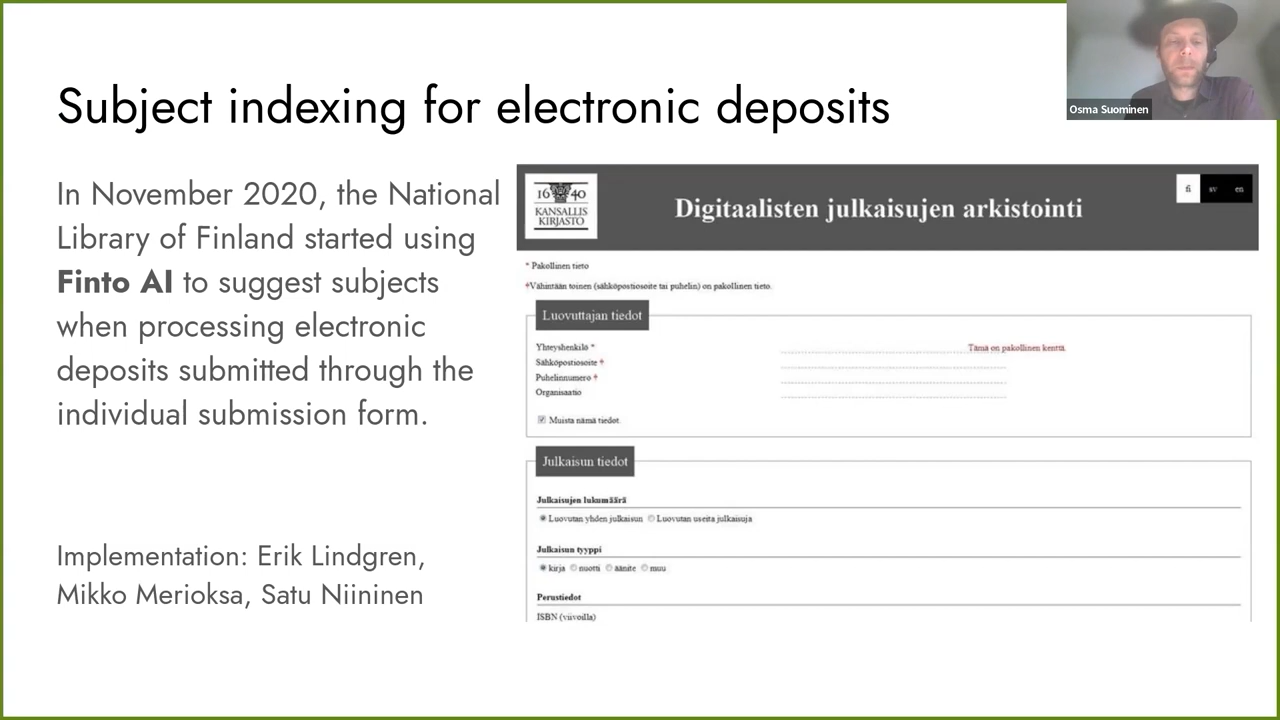 Osma Suominen
Subject indexing for electronic deposits
In November 2020, the National
Library of Finland started using
Finto AI to suggest subjects
when processing electronic
deposits submitted through the
individual submission form.
Implementation: Erik Lindgren,
Mikko Merioksa, Satu Niininen
16 40
KANSALLIS
KIRJASTO
Digitaalisten julkaisujen arkistointi
fi sv en
* Pakollinen tieto
+Vähintään toinen (sähköpostiosoite tai puhelin) on pakollinen tieto.
Luovuttajan tiedot
Yhteyshenkilö * Tämä on pakollinen kenttä
Sähköpostiosoite +
Puhelinnumero +
Organisaatio
Muista nämä tiedot
Julkaisun tiedot
Julkaisujen lukumäärä
Luovutan yhden julkaisun Luovutan useita julkaisuja
Julkaisun tyyppi
kirja nuotti äänite muu
Perustiedot
ISBN (viivoilla)